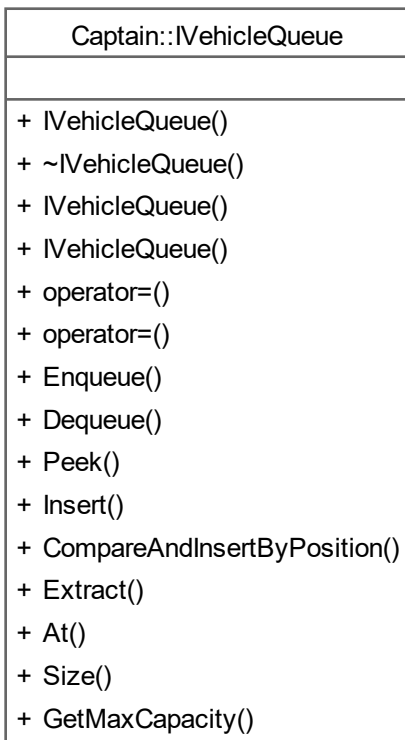 Captain::IVehicleQueue
+ IVehicleQueue()
+ ~IVehicleQueue()
+ IVehicleQueue()
+ IVehicleQueue()
+ operator=()
+ operator=()
+ Enqueue()
+ Dequeue()
+ Peek()
+ Insert()
+ CompareAndInsertByPosition()
+ Extract()
+ At()
+ Size()
+ GetMaxCapacity()